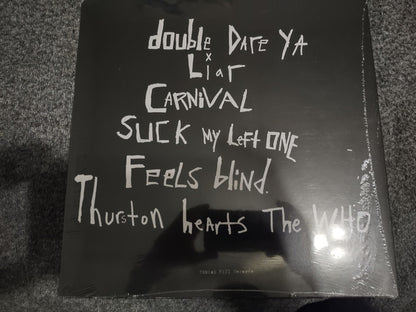 double Dare YA
Liar
CARNiVAL
SUCK My Left ONE
FeeLs blind.
Thurston hearts The WHO